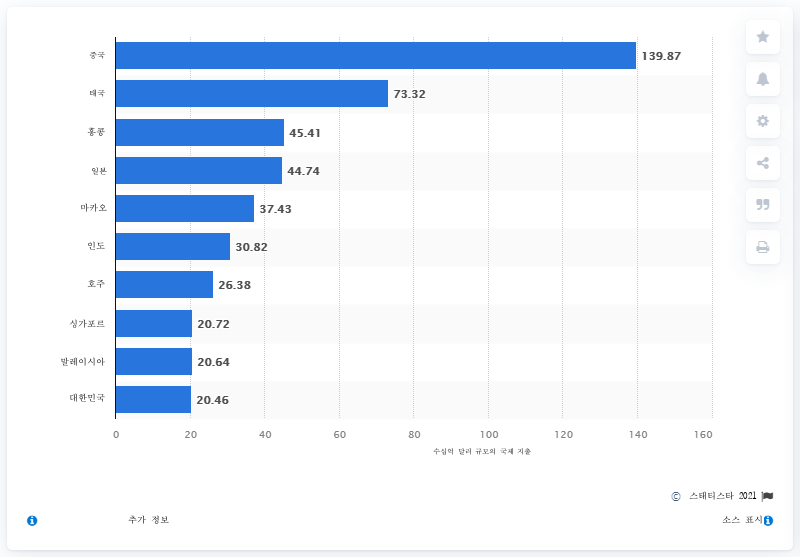 중국 139.87
태국 73.32
홍콩 45.41
일본 44.74
마카오 37.43
인도 30.82
호주 26.38
싱가포르 20.72
말레이시아 20.64
대한민국 20.46
0 20 40 60 80 100 120 140 160
수십억 달러 규모의 국제 지출
© 스태티스타 2021
추가 정보
소스 표시